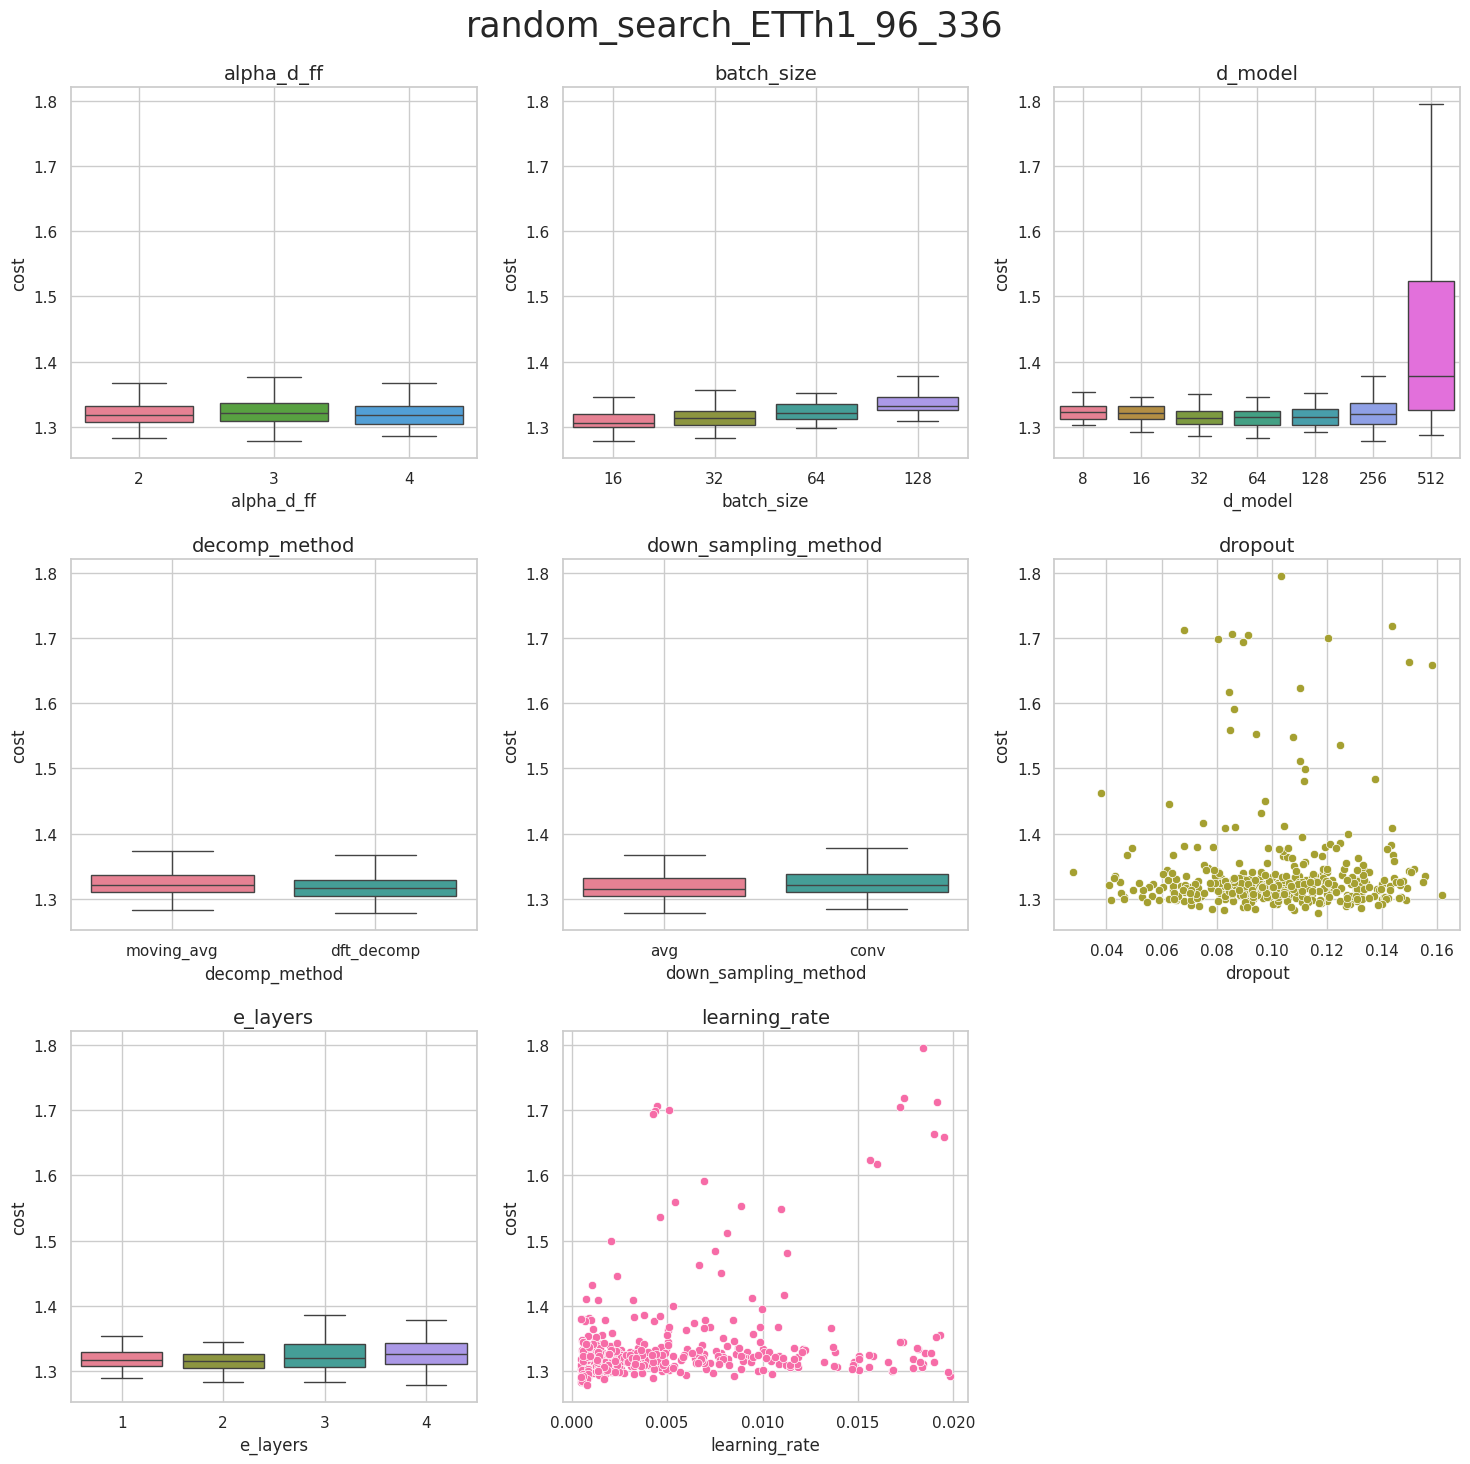 random_search_ETTh1_96_336
alpha_d_ff
1.8
1.7
1.6
1.5
1.4
1.3
cost
2 3 4
alpha_d_ff
batch_size
1.8
1.7
1.6
1.5
1.4
1.3
cost
16 32 64 128
batch_size
d_model
1.8
1.7
1.6
1.5
1.4
1.3
cost
8 16 32 64 128 256 512
d_model
decomp_method
1.8
1.7
1.6
1.5
1.4
1.3
cost
moving_avg dft_decomp
decomp_method
down_sampling_method
1.8
1.7
1.6
1.5
1.4
1.3
cost
avg conv
down_sampling_method
dropout
1.8
1.7
1.6
1.5
1.4
1.3
cost
0.04 0.06 0.08 0.10 0.12 0.14 0.16
dropout
e_layers
1.8
1.7
1.6
1.5
1.4
1.3
cost
1 2 3 4
e_layers
learning_rate
1.8
1.7
1.6
1.5
1.4
1.3
cost
0.000 0.005 0.010 0.015 0.020
learning_rate